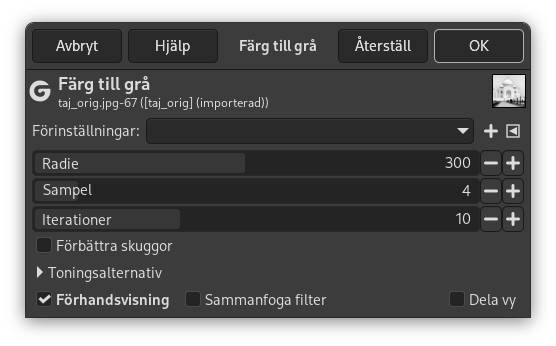 Avbryt Hjälp Färg till grå Återställ OK
Färg till grå
taj_orig.jpg-67 ([taj_orig] (importerad))
Förinställningar:
Radie 300
Sampel 4
Iterationer 10
Förbättra skuggor
Toningsalternativ
Förhandsvisning Sammanfoga filter Dela vy